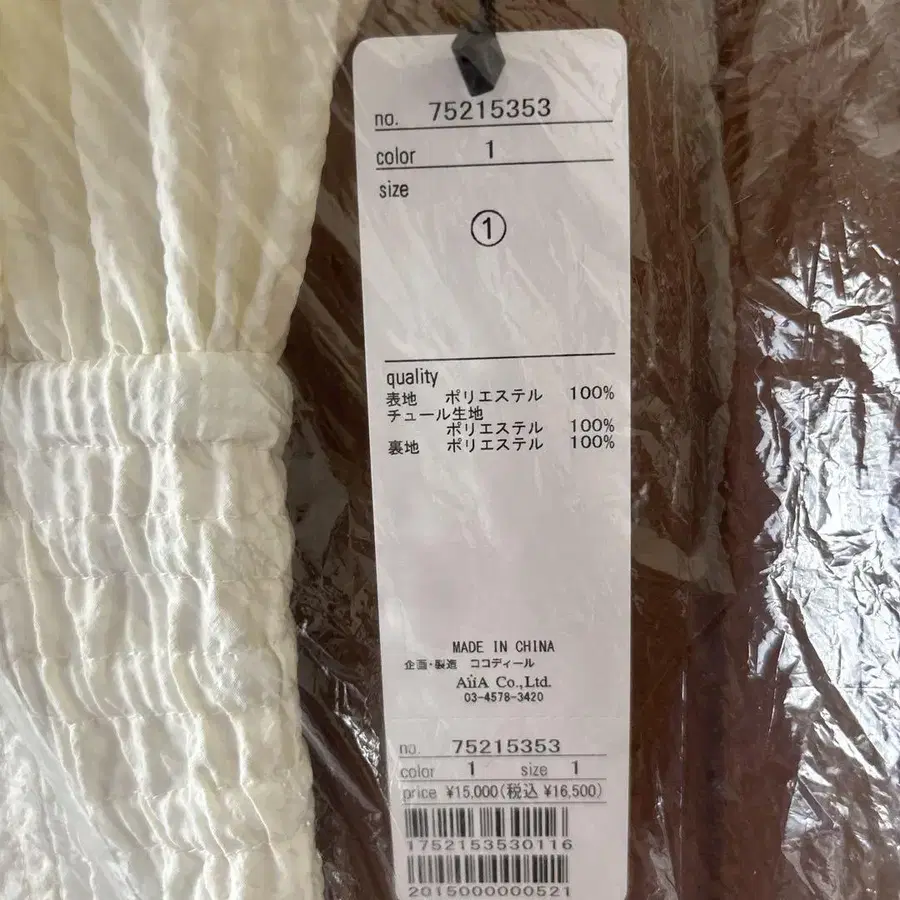 no. 75215353
color 1
size
①
quality
表地 ポリエステル 100%
チュール生地
ポリエステル 100%
裏地 ポリエステル 100%
MADE IN CHINA
企画・製造 ココディール
AïiA Co.,Ltd.
03-4578-3420
no. 75215353
color 1 size 1
price ¥15,000(税込 ¥16,500)
1752153530116
2015000000521